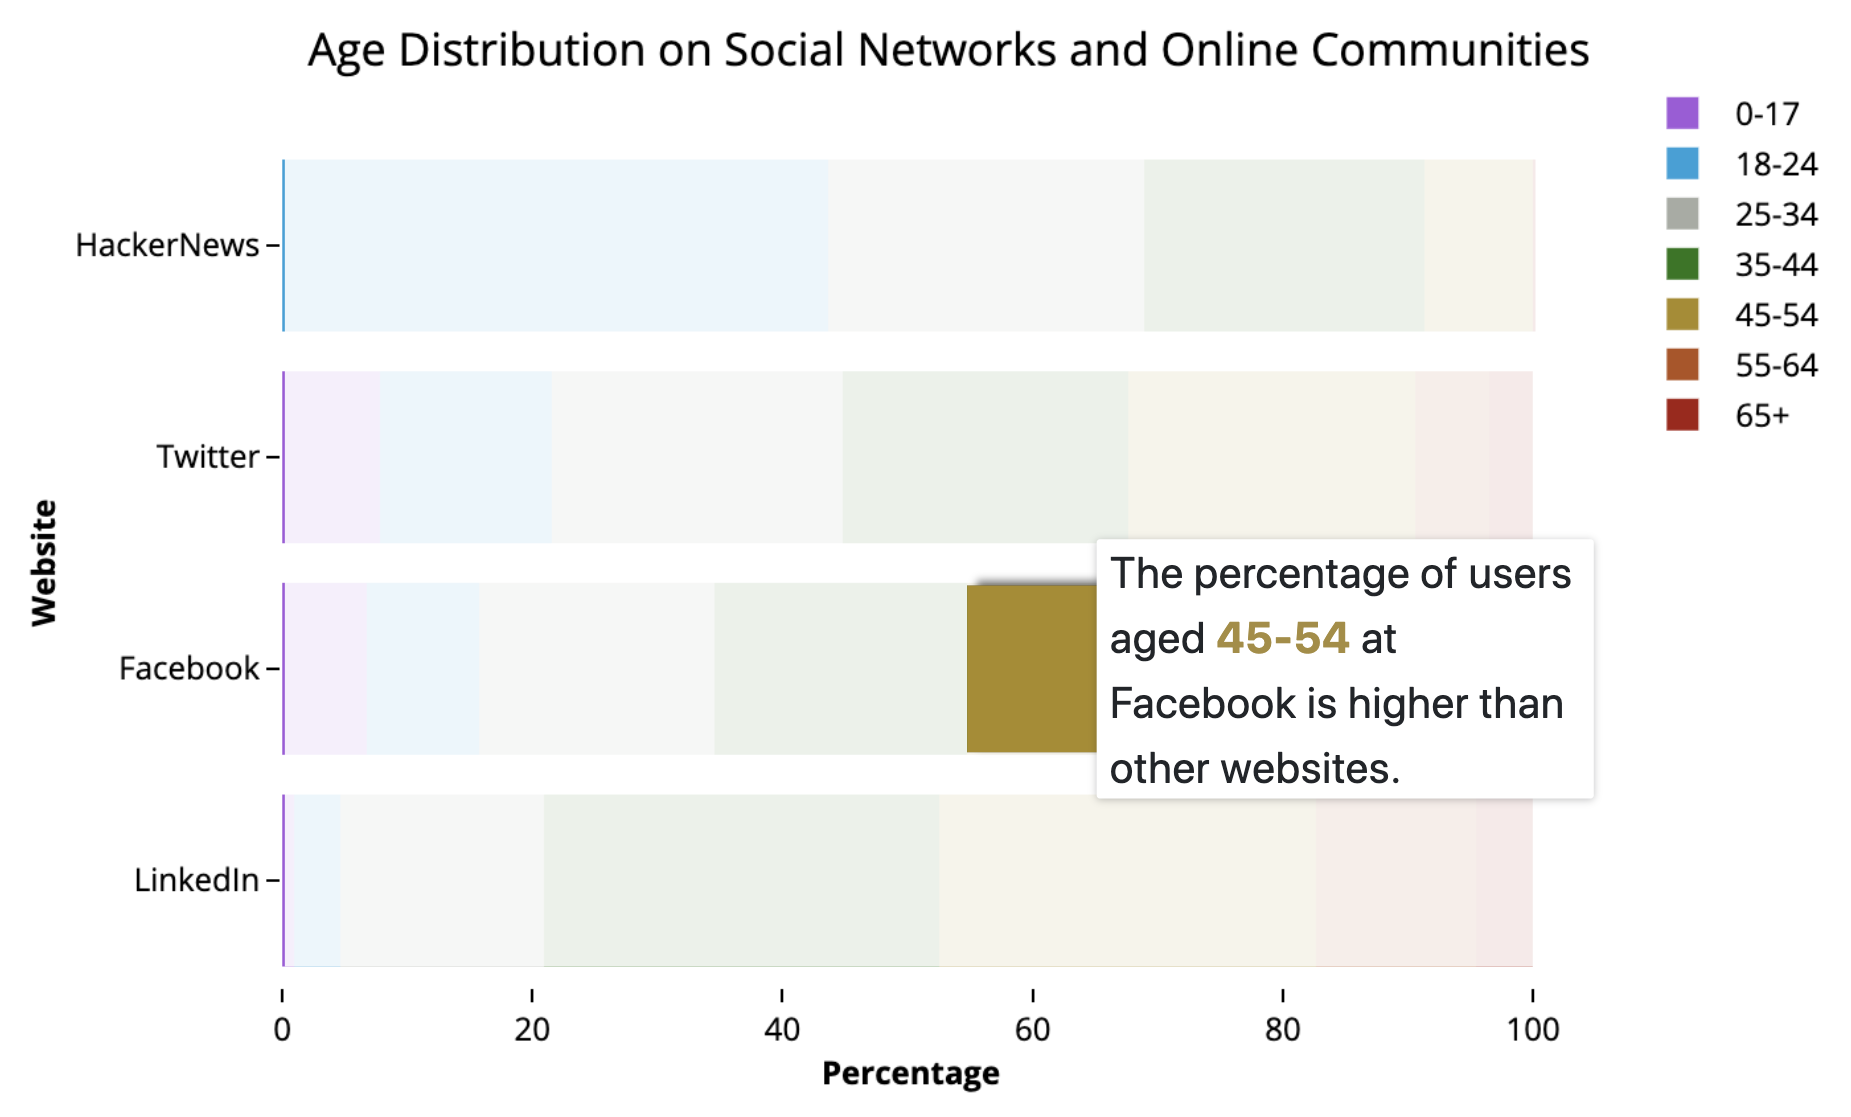 Age Distribution on Social Networks and Online Communities
0-17
18-24
25-34
35-44
45-54
55-64
65+
HackerNews
Twitter
Facebook
LinkedIn
Website
The percentage of users
aged 45-54 at
Facebook is higher than
other websites.
0 20 40 60 80 100
Percentage